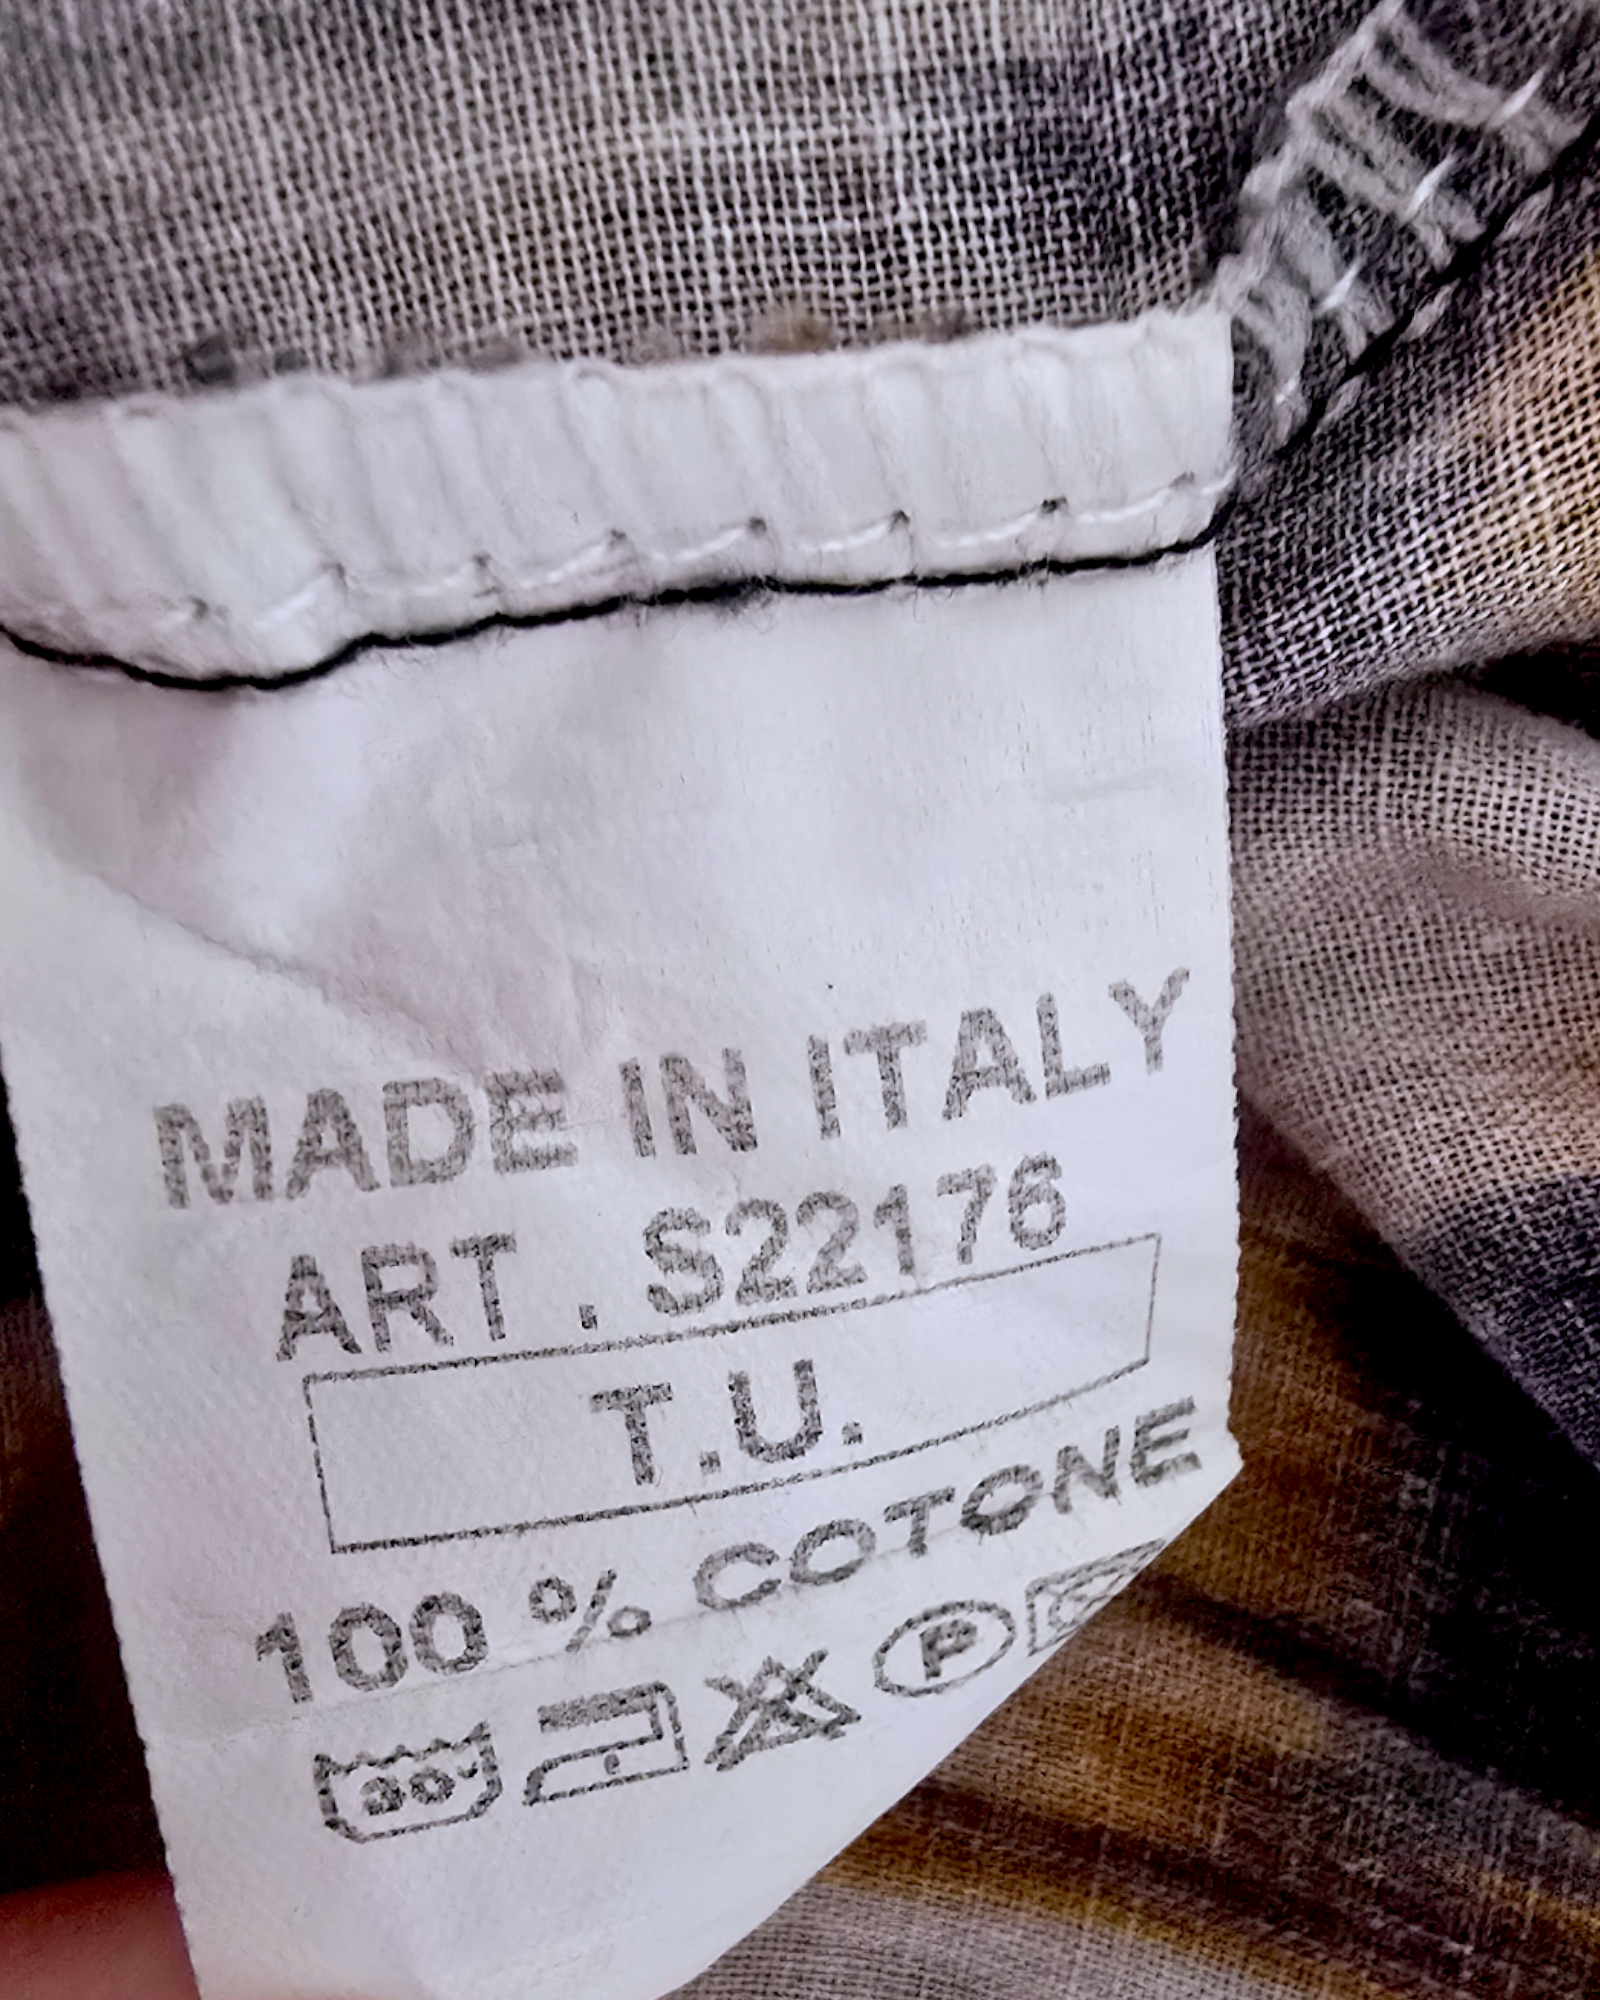 MADE IN ITALY
ART . S22176
T.U.
100 % COTONE
30° P